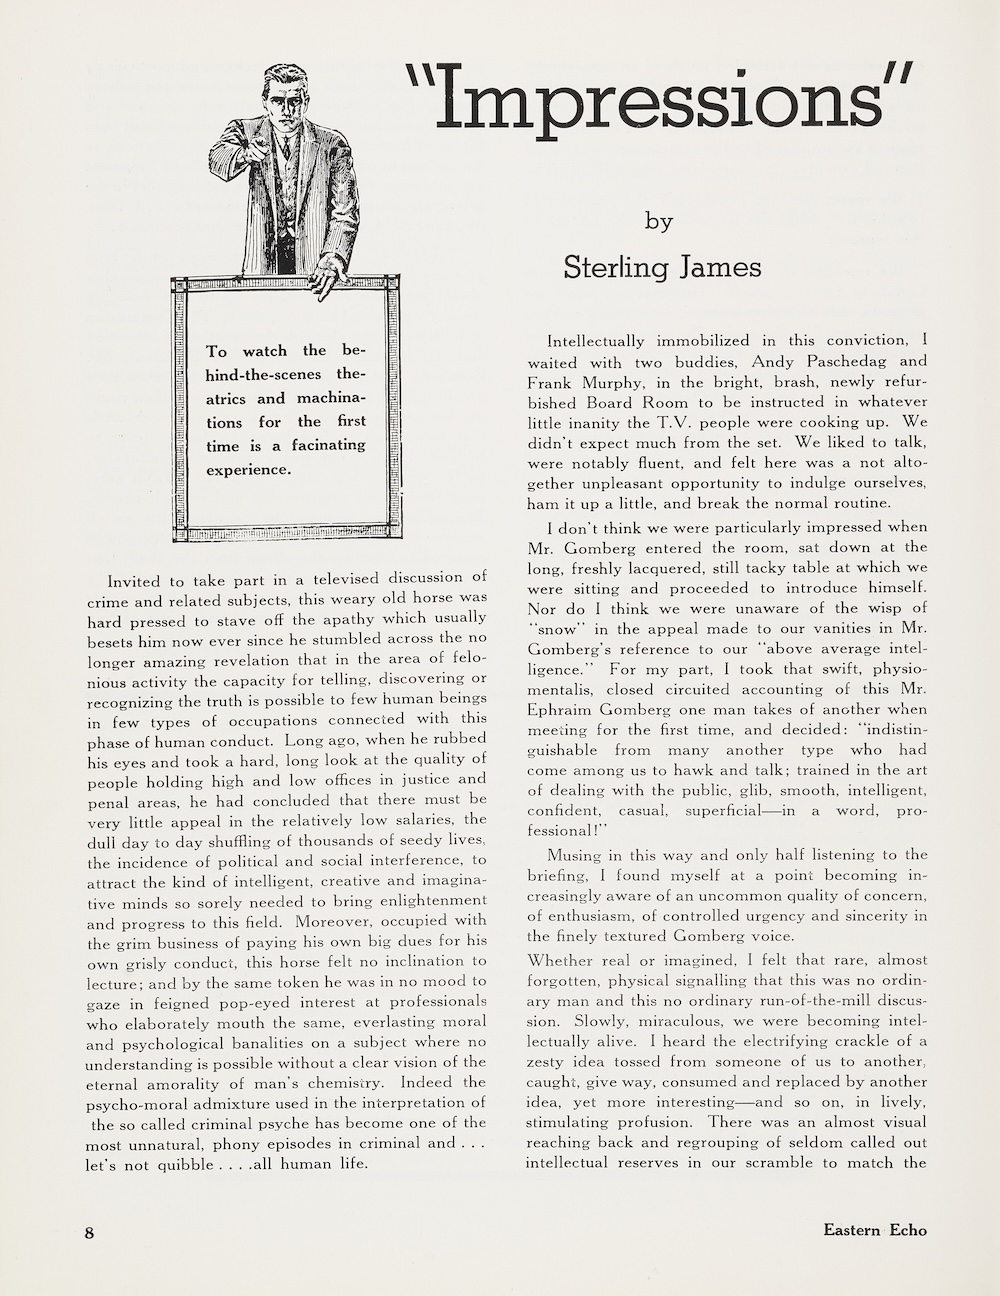 "Impressions"
by
Sterling James
To watch the be-
hind-the-scenes the-
atrics and machina-
tions for the first
time is a facinating
experience.
Invited to take part in a televised discussion of
crime and related subjects, this weary old horse was
hard pressed to stave off the apathy which usually
besets him now ever since he stumbled across the no
longer amazing revelation that in the area of felo-
nious activity the capacity for telling, discovering or
recognizing the truth is possible to few human beings
in few types of occupations connected with this
phase of human conduct. Long ago, when he rubbed
his eyes and took a hard, long look at the quality of
people holding high and low offices in justice and
penal areas, he had concluded that there must be
very little appeal in the relatively low salaries, the
dull day to day shuffling of thousands of seedy lives,
the incidence of political and social interference, to
attract the kind of intelligent, creative and imagina-
tive minds so sorely needed to bring enlightenment
and progress to this field. Moreover, occupied with
the grim business of paying his own big dues for his
own grisly conduct, this horse felt no inclination to
lecture; and by the same token he was in no mood to
gaze in feigned pop-eyed interest at professionals
who elaborately mouth the same, everlasting moral
and psychological banalities on a subject where no
understanding is possible without a clear vision of the
eternal amorality of man's chemistry. Indeed the
psycho-moral admixture used in the interpretation of
the so called criminal psyche has become one of the
most unnatural, phony episodes in criminal and . . .
let's not quibble . . . .all human life.
Intellectually immobilized in this conviction, I
waited with two buddies, Andy Paschedag and
Frank Murphy, in the bright, brash, newly refur-
bished Board Room to be instructed in whatever
little inanity the T.V. people were cooking up. We
didn't expect much from the set. We liked to talk,
were notably fluent, and felt here was a not alto-
gether unpleasant opportunity to indulge ourselves,
ham it up a little, and break the normal routine.
I don't think we were particularly impressed when
Mr. Gomberg entered the room, sat down at the
long, freshly lacquered, still tacky table at which we
were sitting and proceeded to introduce himself.
Nor do I think we were unaware of the wisp of
"snow" in the appeal made to our vanities in Mr.
Gomberg's reference to our "above average intel-
ligence." For my part, I took that swift, physio-
mentalis, closed circuited accounting of this Mr.
Ephraim Gomberg one man takes of another when
meeting for the first time, and decided: "indistin-
guishable from many another type who had
come among us to hawk and talk; trained in the art
of dealing with the public, glib, smooth, intelligent,
confident, casual, superficial—in a word, pro-
fessional!"
Musing in this way and only half listening to the
briefing, I found myself at a point becoming in-
creasingly aware of an uncommon quality of concern,
of enthusiasm, of controlled urgency and sincerity in
the finely textured Gomberg voice.
Whether real or imagined, I felt that rare, almost
forgotten, physical signalling that this was no ordin-
ary man and this no ordinary run-of-the-mill discus-
sion. Slowly, miraculous, we were becoming intel-
lectually alive. I heard the electrifying crackle of a
zesty idea tossed from someone of us to another,
caught, give way, consumed and replaced by another
idea, yet more interesting—and so on, in lively,
stimulating profusion. There was an almost visual
reaching back and regrouping of seldom called out
intellectual reserves in our scramble to match the
8
Eastern Echo